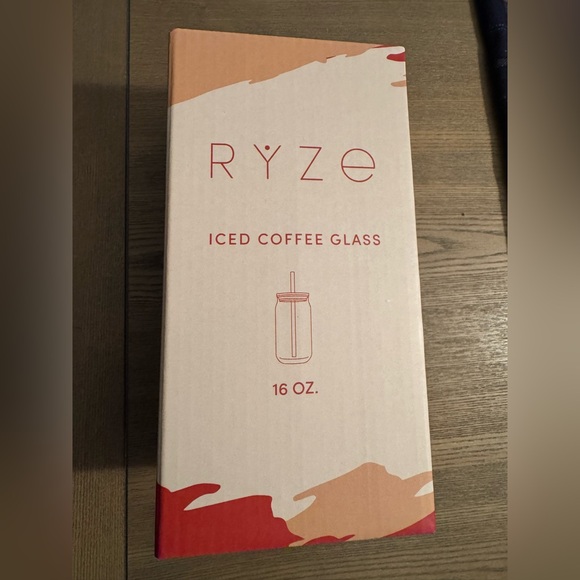 RYZE
ICED COFFEE GLASS
16 OZ.